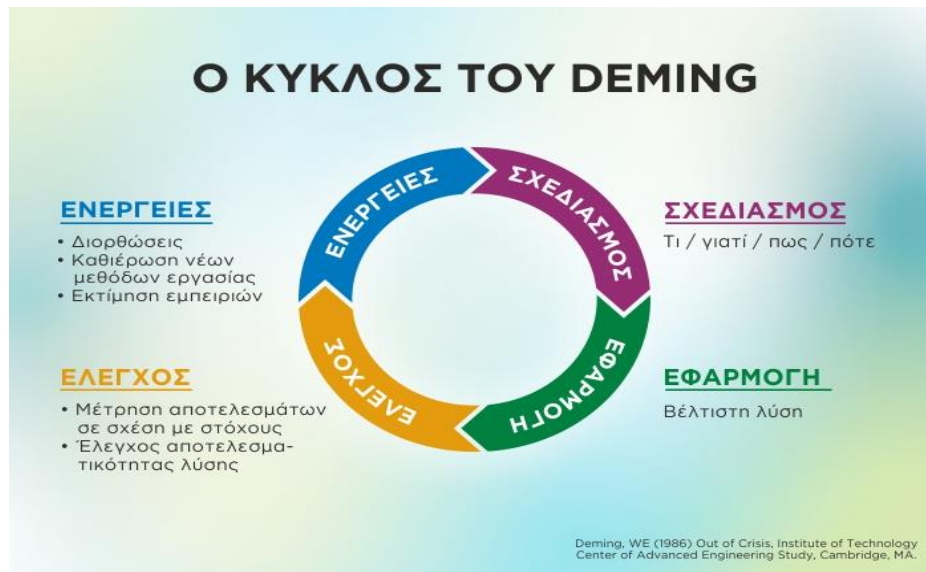 Ο ΚΥΚΛΟΣ ΤΟΥ DEMING
ΕΝΕΡΓΕΙΕΣ
• Διορθώσεις
• Καθιέρωση νέων
μεθόδων εργασίας
• Εκτίμηση εμπειριών
ΕΝΕΡΓΕΙΕΣ
ΣΧΕΔΙΑΣΜΟΣ
ΣΧΕΔΙΑΣΜΟΣ
Τι / γιατί / πως / πότε
ΕΛΕΓΧΟΣ
• Μέτρηση αποτελεσμάτων
σε σχέση με στόχους
• Έλεγχος αποτελεσμα-
τικότητας λύσης
ΕΛΕΓΧΟΣ
ΕΦΑΡΜΟΓΗ
ΕΦΑΡΜΟΓΗ
Βέλτιστη λύση
Deming, WE (1986) Out of Crisis, Institute of Technology
Center of Advanced Engineering Study, Cambridge, MA.